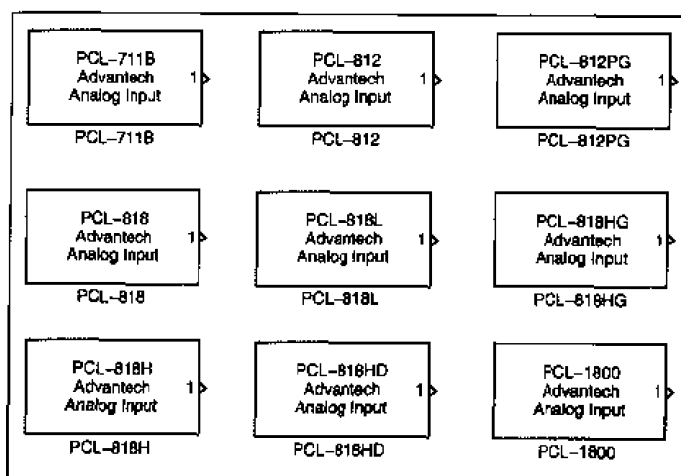 PCL-711B
Advantech
Analog Input
1
PCL-711B
PCL-812
Advantech
Analog Input
1
PCL-812
PCL-812PG
Advantech
Analog Input
1
PCL-812PG
PCL-818
Advantech
Analog Input
1
PCL-818
PCL-818L
Advantech
Analog Input
1
PCL-818L
PCL-818HG
Advantech
Analog Input
1
PCL-818HG
PCL-818H
Advantech
Analog Input
1
PCL-818H
PCL-818HD
Advantech
Analog Input
1
PCL-818HD
PCL-1800
Advantech
Analog Input
1
PCL-1800